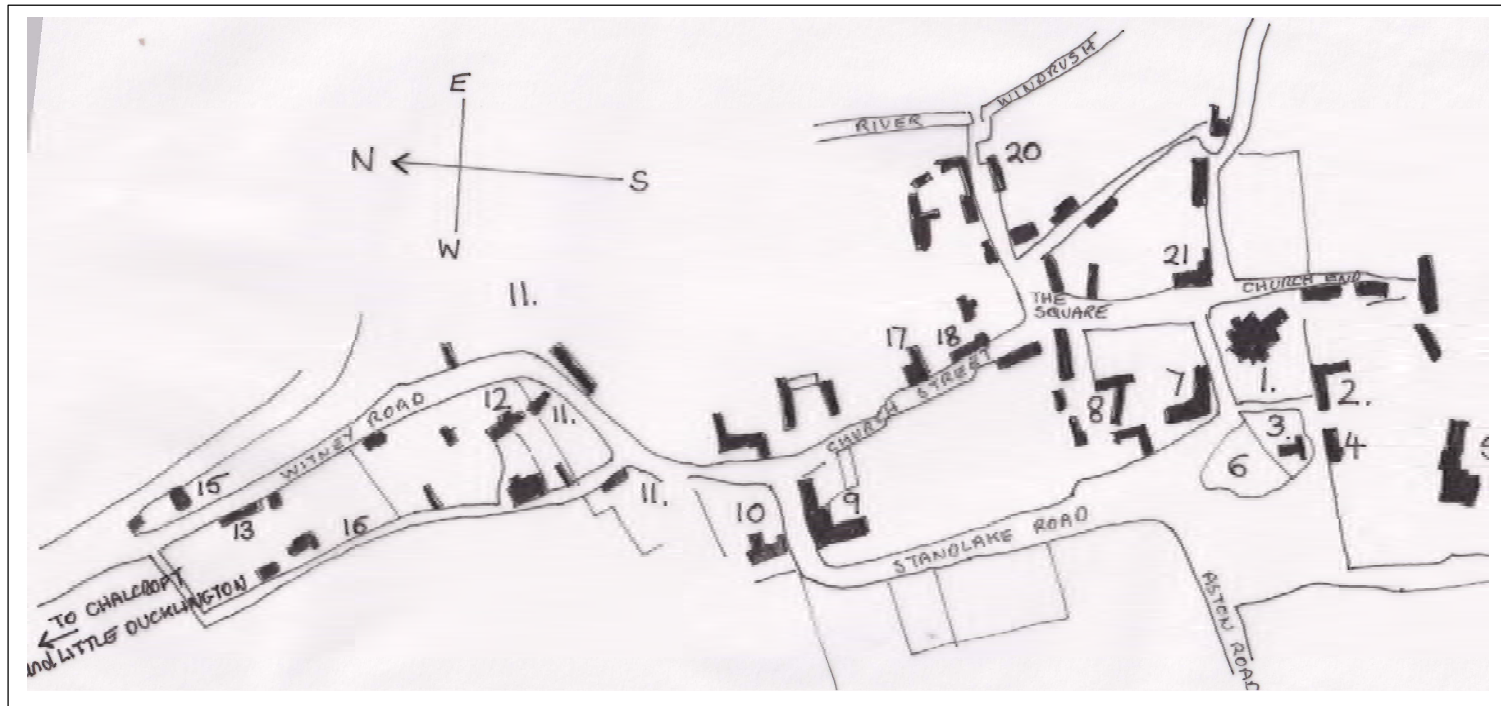 E
N
S
W
RIVER
WINDRUSH
20
21
CHURCH END
THE
SQUARE
11.
17
18
CHURCH STREET
1.
2.
7
8
3.
4
5
6
12
11.
WITNEY ROAD
15
13
16
11.
10
9
STANDLAKE ROAD
ASTON ROAD
TO CHALCROFT
and LITTLE DUCKLINGTON